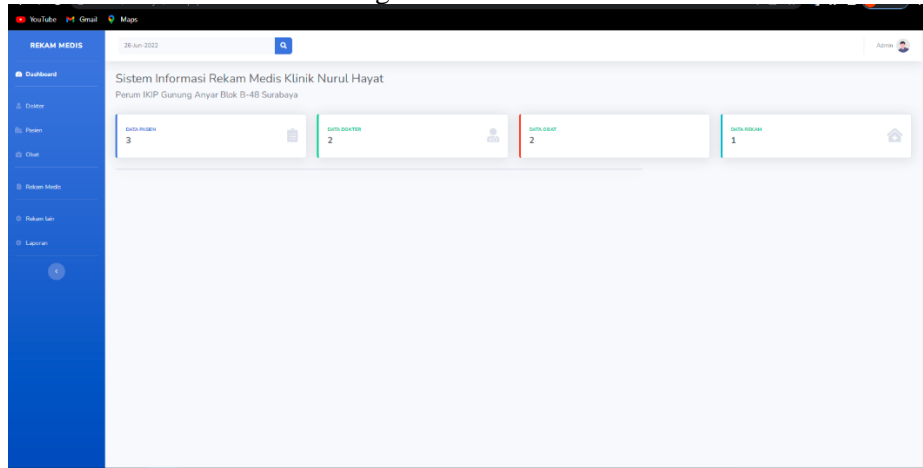 YouTube Gmail Maps
REKAM MEDIS
26-Jun-2022
Admin
Dashboard
Dokter
Pasien
Obat
Rekam Medis
Rekam lain
Laporan
Sistem Informasi Rekam Medis Klinik Nurul Hayat
Perum IKIP Gunung Anyar Blok B-48 Surabaya
DATA PASIEN
3
DATA DOKTER
2
DATA OBAT
2
DATA REKAM
1